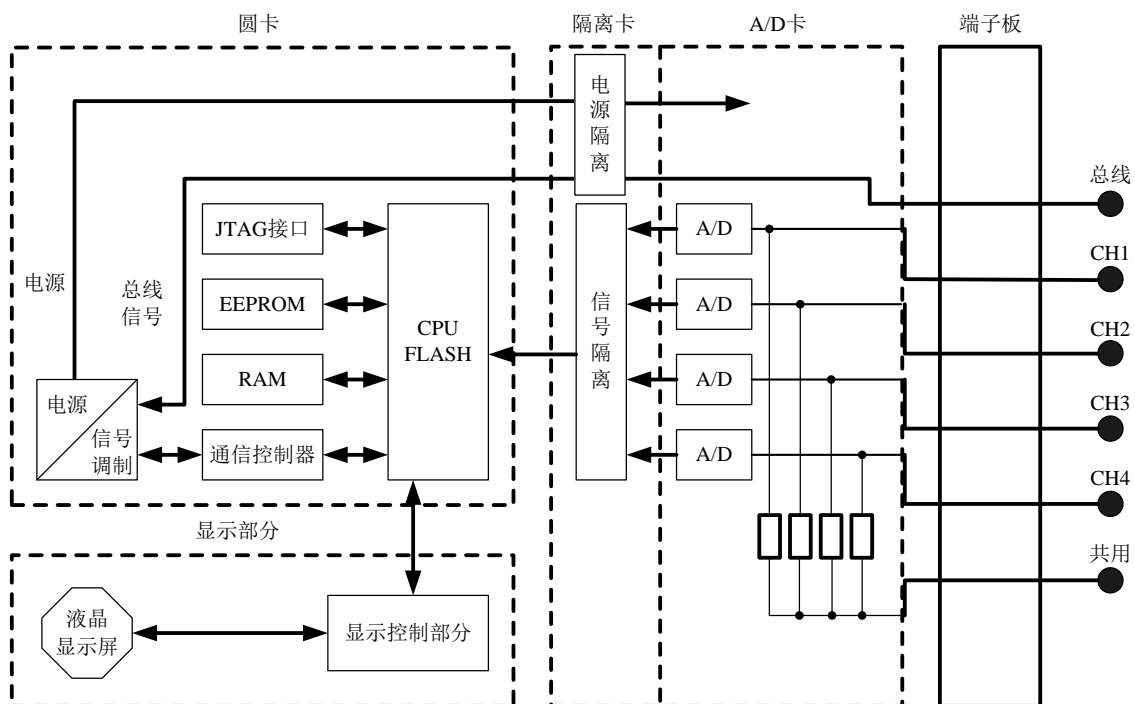 圆卡
隔离卡
A/D卡
端子板
电
源
隔
离
总线
JTAG接口
A/D
CH1
电源
总线
信号
EEPROM
CPU
FLASH
信
号
隔
离
A/D
CH2
RAM
A/D
CH3
电源
信号
调制
通信控制器
A/D
CH4
显示部分
共用
液晶
显示屏
显示控制部分